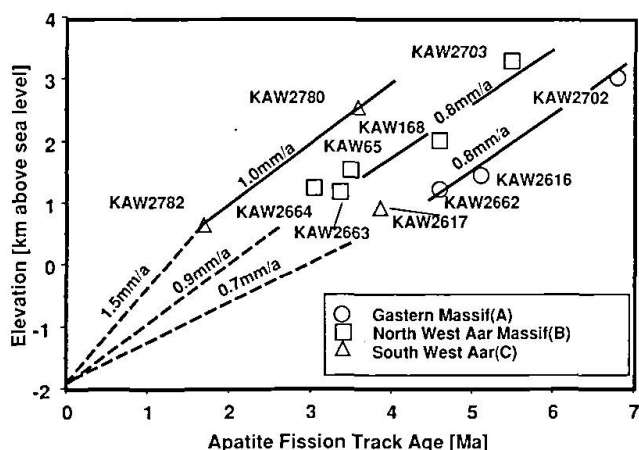 Elevation [km above sea level]
4
3
2
1
0
-1
-2
KAW2703
KAW2780
KAW2702
KAW168
0.8mm/a
KAW65
0.8mm/a
1.0mm/a
KAW2782
KAW2616
KAW2664
KAW2662
KAW2663
KAW2617
1.5mm/a
0.9mm/a
0.7mm/a
Gastern Massif(A)
North West Aar Massif(B)
South West Aar(C)
0 1 2 3 4 5 6 7
Apatite Fission Track Age [Ma]